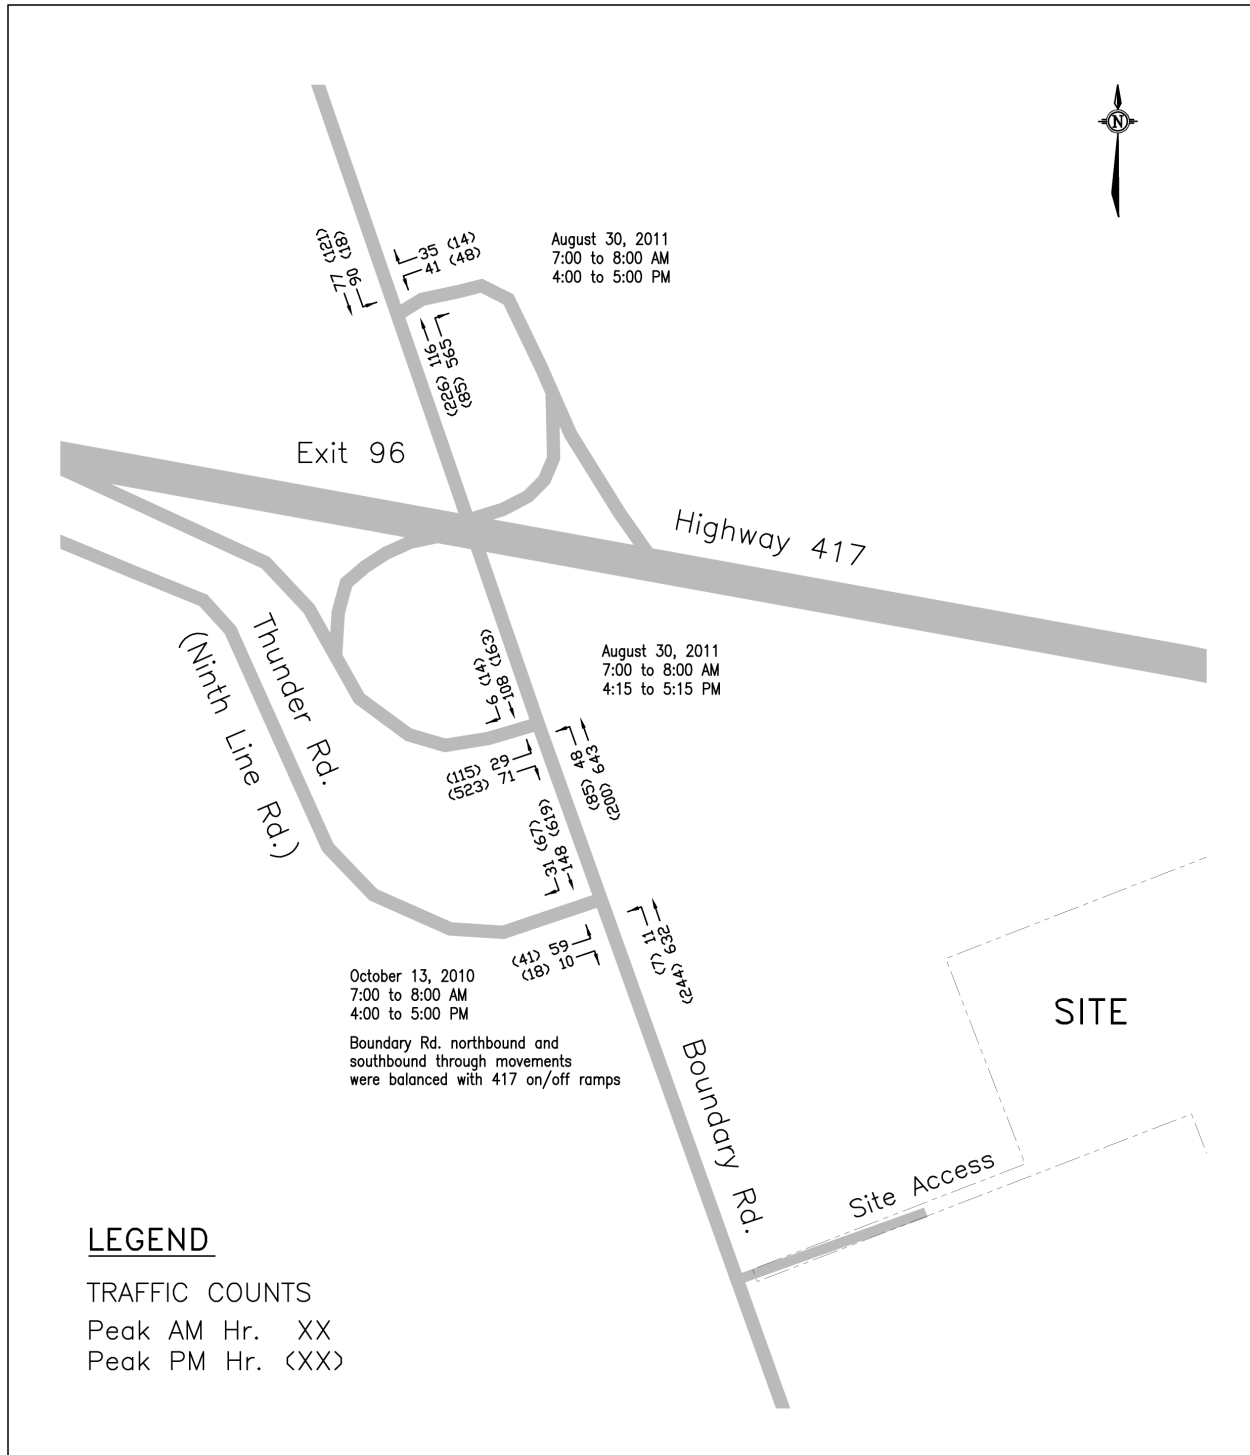 N
35 (14)
41 (48)
August 30, 2011
7:00 to 8:00 AM
4:00 to 5:00 PM
90 (18)
77 (121)
(226) 116
(85) 565
Exit 96
Highway 417
Thunder Rd.
(Ninth Line Rd.)
6 (14)
108 (163)
August 30, 2011
7:00 to 8:00 AM
4:15 to 5:15 PM
(115) 29
(523) 71
(85) 48
(200) 643
31 (67)
148 (619)
(41) 59
(18) 10
(7) 11
(244) 632
October 13, 2010
7:00 to 8:00 AM
4:00 to 5:00 PM
Boundary Rd. northbound and
southbound through movements
were balanced with 417 on/off ramps
SITE
Boundary Rd.
Site Access
LEGEND
TRAFFIC COUNTS
Peak AM Hr. XX
Peak PM Hr. (XX)